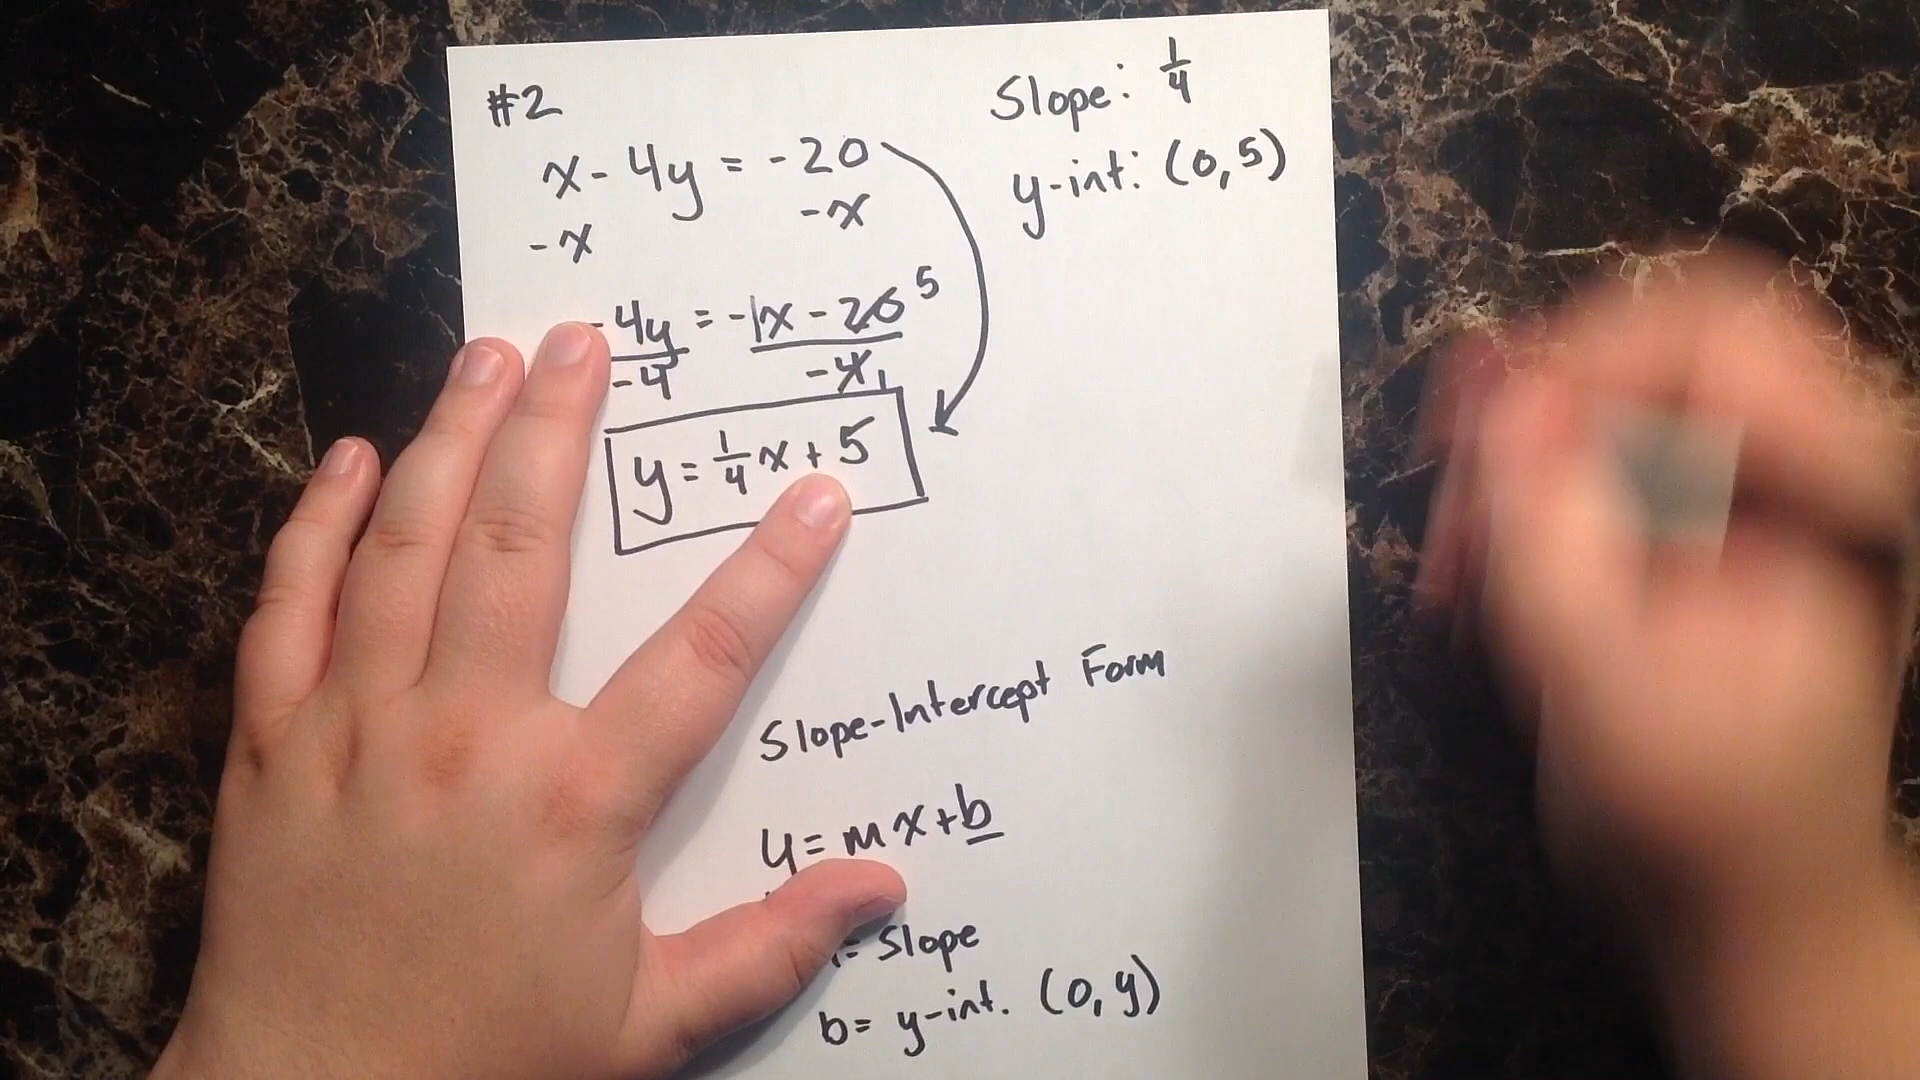 #2
x - 4y = -20
-x -x
-4y = -1x - 20 5
-4 -4 1
y = 1/4 x + 5
Slope: 1/4
y-int: (0, 5)
Slope-Intercept Form
y = mx + b
= Slope
b = y-int. (0, y)